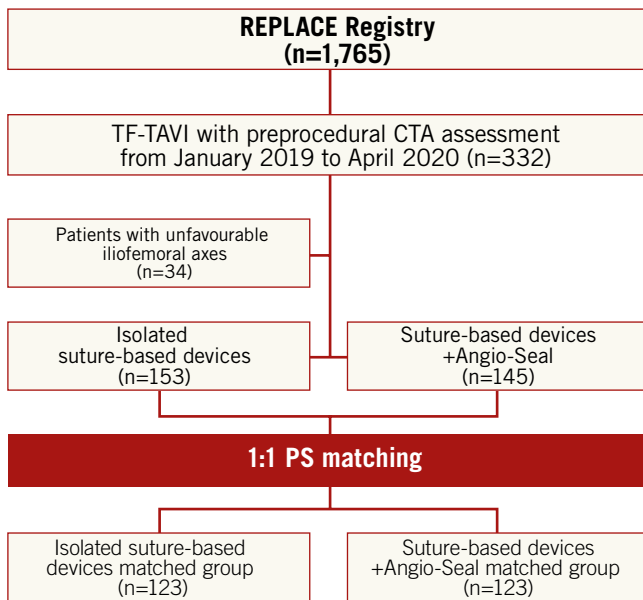 REPLACE Registry
(n=1,765)
TF-TAVI with preprocedural CTA assessment
from January 2019 to April 2020 (n=332)
Patients with unfavourable
iliofemoral axes
(n=34)
Isolated
suture-based devices
(n=153)
Suture-based devices
+Angio-Seal
(n=145)
1:1 PS matching
Isolated suture-based
devices matched group
(n=123)
Suture-based devices
+Angio-Seal matched group
(n=123)